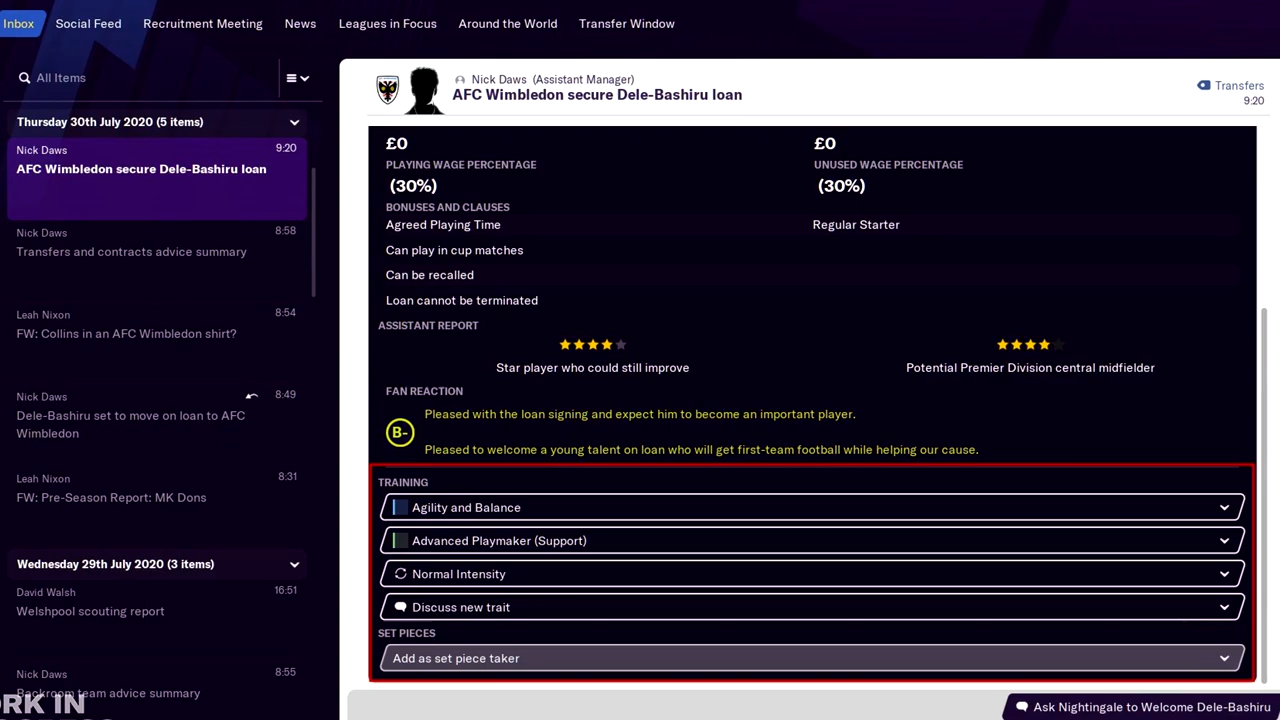 Inbox Social Feed Recruitment Meeting News Leagues in Focus Around the World Transfer Window
All Items
Thursday 30th July 2020 (5 items)
Nick Daws 9:20
AFC Wimbledon secure Dele-Bashiru loan
Nick Daws 8:58
Transfers and contracts advice summary
Leah Nixon 8:54
FW: Collins in an AFC Wimbledon shirt?
Nick Daws 8:49
Dele-Bashiru set to move on loan to AFC
Wimbledon
Leah Nixon 8:31
FW: Pre-Season Report: MK Dons
Wednesday 29th July 2020 (3 items)
David Walsh 16:51
Welshpool scouting report
Nick Daws 8:55
Backroom team advice summary
RK IN
Nick Daws (Assistant Manager)
AFC Wimbledon secure Dele-Bashiru loan
Transfers
9:20
£0 £0
PLAYING WAGE PERCENTAGE UNUSED WAGE PERCENTAGE
(30%) (30%)
BONUSES AND CLAUSES
Agreed Playing Time Regular Starter
Can play in cup matches
Can be recalled
Loan cannot be terminated
ASSISTANT REPORT
Star player who could still improve Potential Premier Division central midfielder
FAN REACTION
B-
Pleased with the loan signing and expect him to become an important player.
Pleased to welcome a young talent on loan who will get first-team football while helping our cause.
TRAINING
Agility and Balance
Advanced Playmaker (Support)
Normal Intensity
Discuss new trait
SET PIECES
Add as set piece taker
Ask Nightingale to Welcome Dele-Bashiru